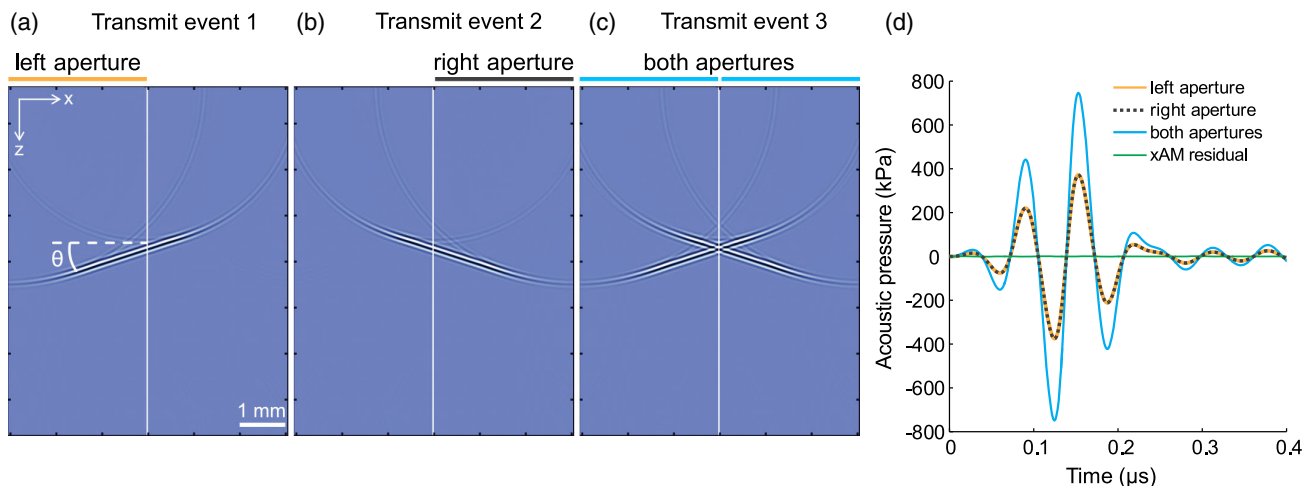 (a) Transmit event 1
left aperture
x
z
θ
1 mm
(b) Transmit event 2
right aperture
(c) Transmit event 3
both apertures
(d)
left aperture
right aperture
both apertures
xAM residual
Acoustic pressure (kPa)
800
600
400
200
0
-200
-400
-600
-800
0 0.1 0.2 0.3 0.4
Time (µs)